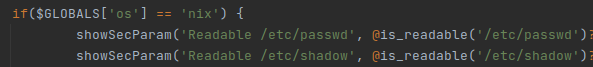 if($GLOBALS['os'] == 'nix') {
showSecParam('Readable /etc/passwd', @is_readable('/etc/passwd')?
showSecParam('Readable /etc/shadow', @is_readable('/etc/shadow')?